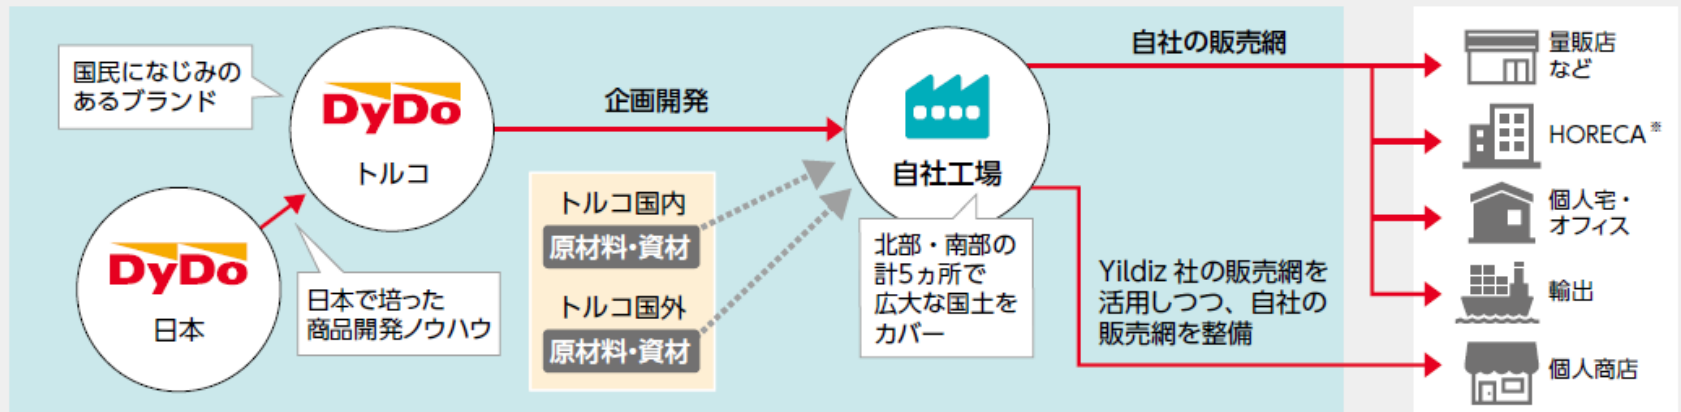 国民になじみの
あるブランド
DyDo
トルコ
DyDo
日本
日本で培った
商品開発ノウハウ
企画開発
トルコ国内
原材料・資材
トルコ国外
原材料・資材
自社工場
北部・南部の
計5ヵ所で
広大な国土を
カバー
自社の販売網
Yildiz 社の販売網を
活用しつつ、自社の
販売網を整備
量販店
など
HORECA※
個人宅・
オフィス
輸出
個人商店